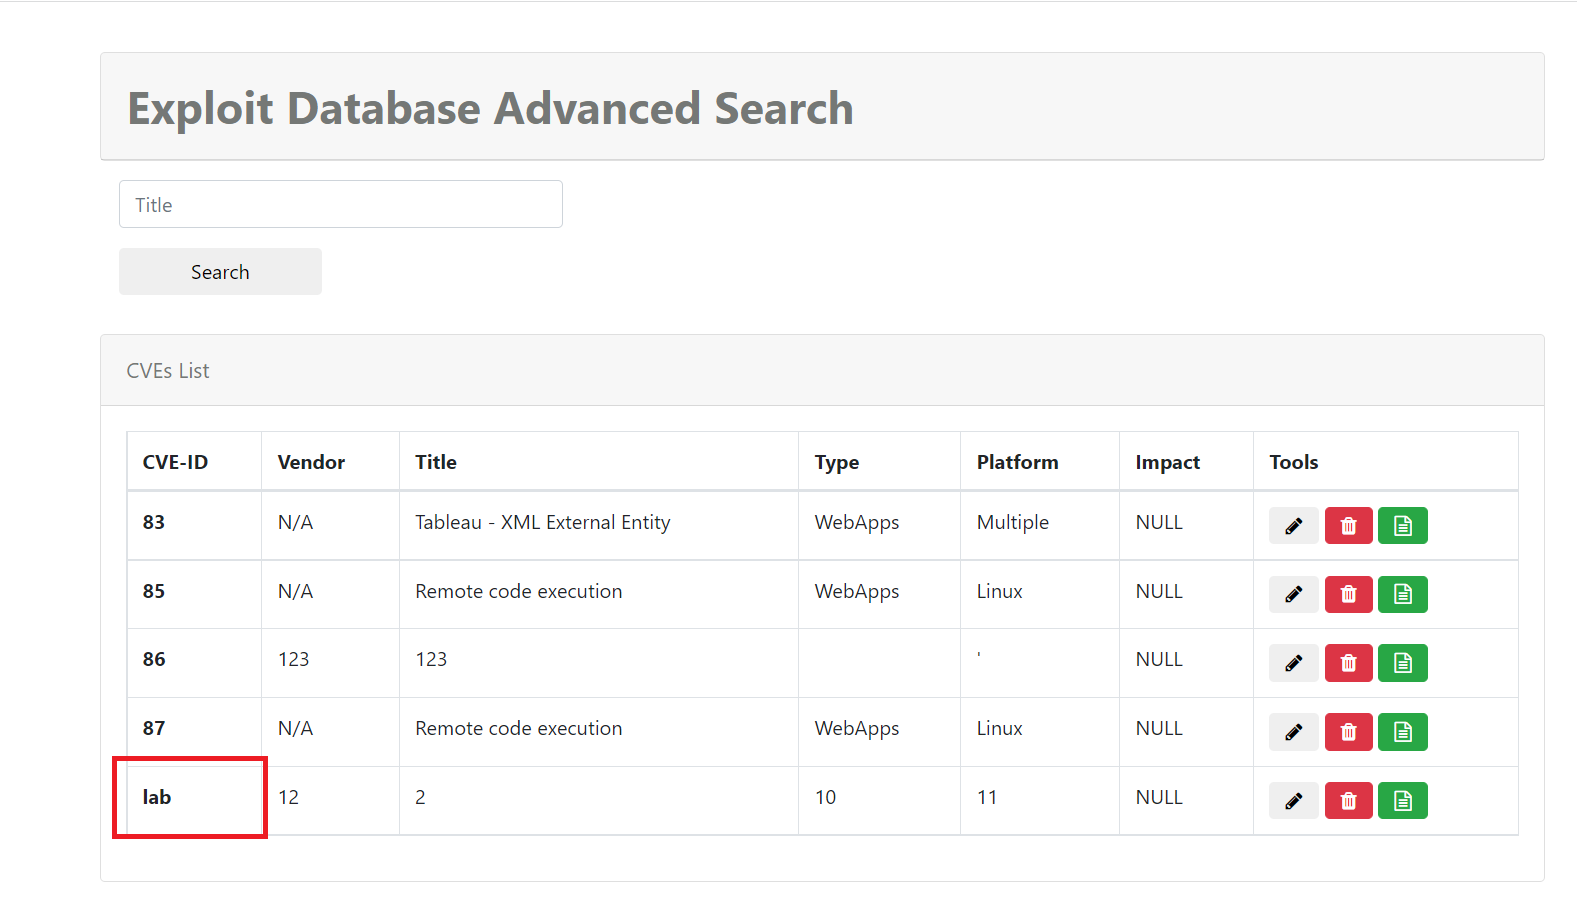 Exploit Database Advanced Search
Title
Search
CVEs List
CVE-ID Vendor Title Type Platform Impact Tools
83 N/A Tableau - XML External Entity WebApps Multiple NULL
85 N/A Remote code execution WebApps Linux NULL
86 123 123 ' NULL
87 N/A Remote code execution WebApps Linux NULL
lab 12 2 10 11 NULL